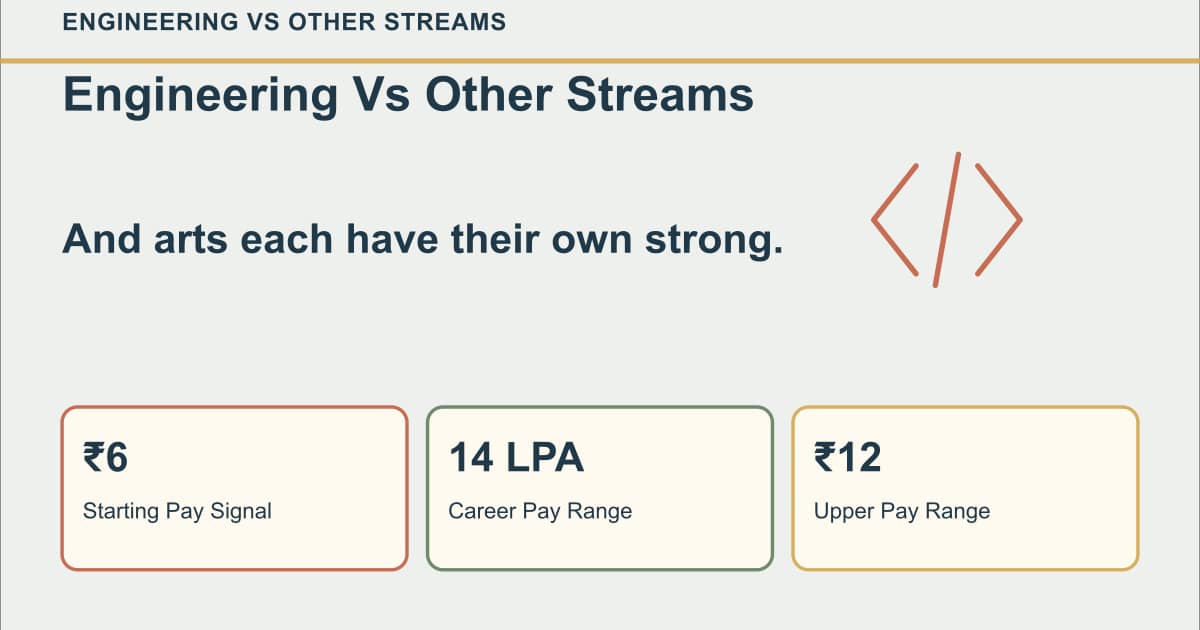 ENGINEERING VS OTHER STREAMS
Engineering Vs Other Streams
And arts each have their own strong.
₹6
Starting Pay Signal
14 LPA
Career Pay Range
₹12
Upper Pay Range